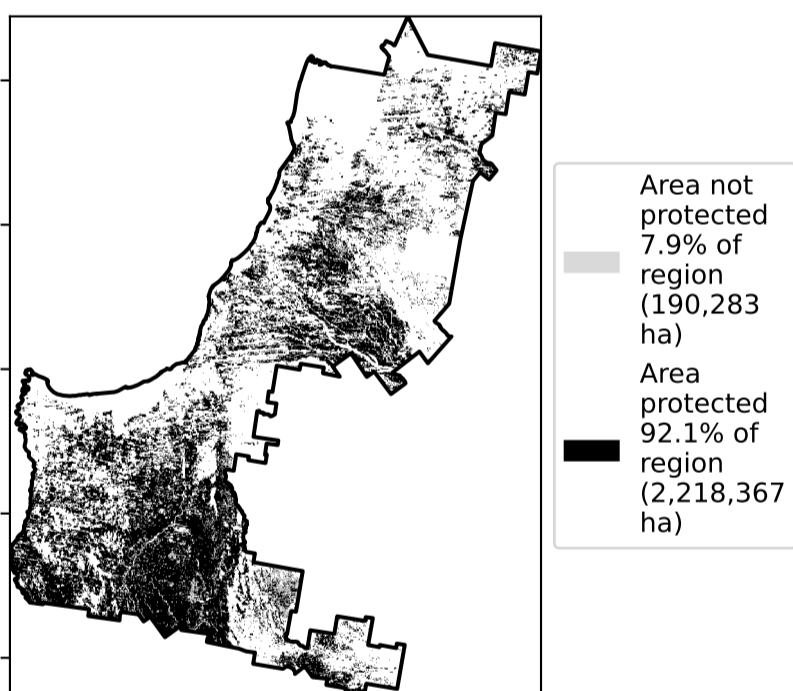 Area not
protected
7.9% of
region
(190,283
ha)
Area
protected
92.1% of
region
(2,218,367
ha)